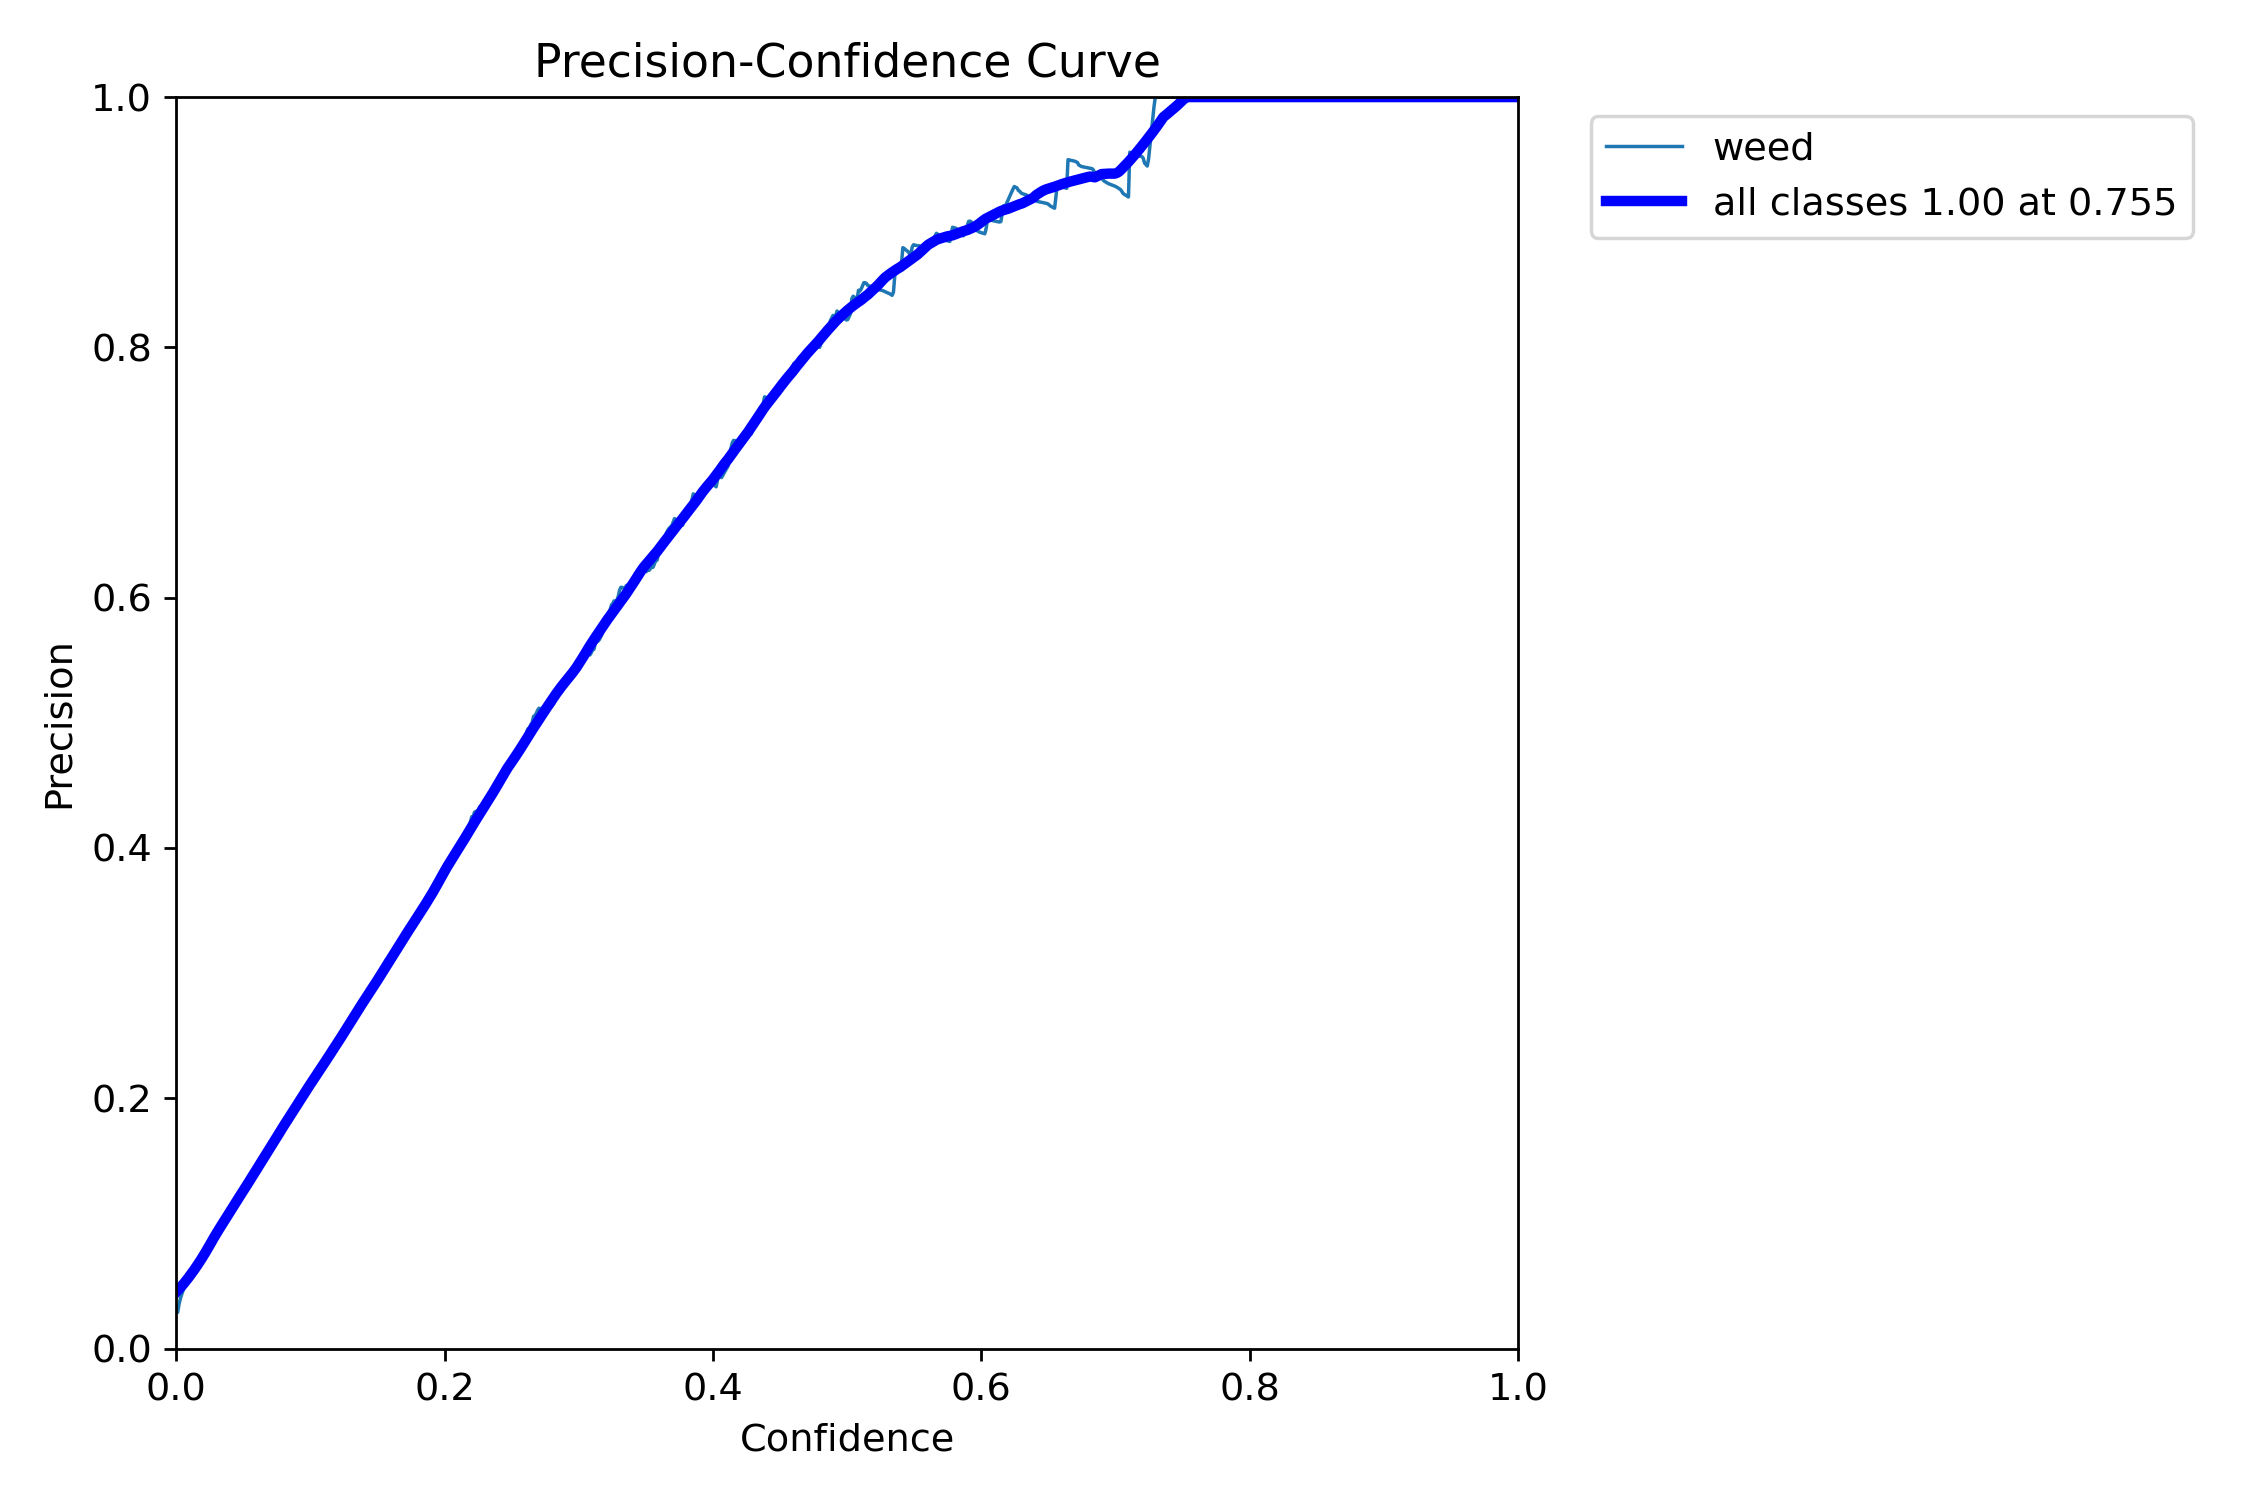 Precision-Confidence Curve
1.0
0.8
0.6
0.4
0.2
0.0
Precision
0.0 0.2 0.4 0.6 0.8 1.0
Confidence
weed
all classes 1.00 at 0.755